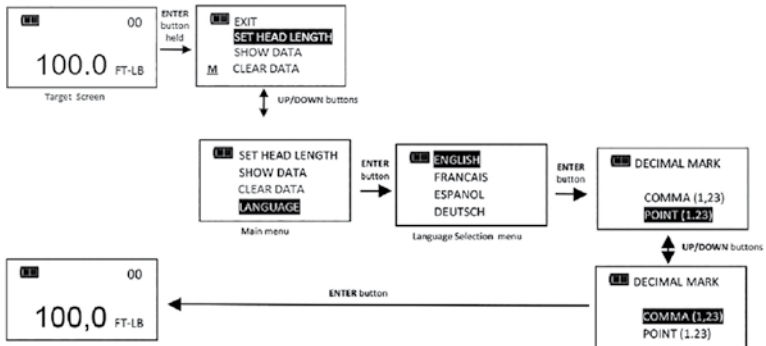 00
100.0 FT-LB
Target Screen
ENTER
button
held
EXIT
SET HEAD LENGTH
SHOW DATA
M CLEAR DATA
UP/DOWN buttons
SET HEAD LENGTH
SHOW DATA
CLEAR DATA
LANGUAGE
Main menu
ENTER
button
ENGLISH
FRANCAIS
ESPANOL
DEUTSCH
Language Selection menu
ENTER
button
DECIMAL MARK
COMMA (1,23)
POINT (1.23)
UP/DOWN buttons
DECIMAL MARK
COMMA (1,23)
POINT (1.23)
ENTER button
00
100,0 FT-LB